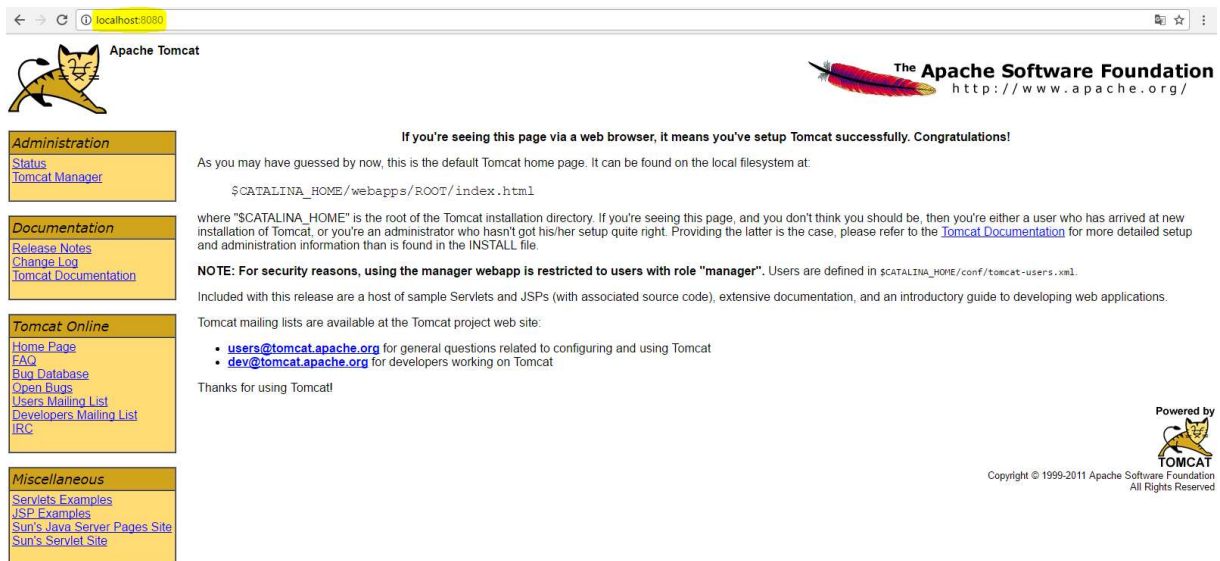 localhost:8080
Apache Tomcat
The Apache Software Foundation
http://www.apache.org/
Administration
Status
Tomcat Manager
Documentation
Release Notes
Change Log
Tomcat Documentation
Tomcat Online
Home Page
FAQ
Bug Database
Open Bugs
Users Mailing List
Developers Mailing List
IRC
Miscellaneous
Servlets Examples
JSP Examples
Sun's Java Server Pages Site
Sun's Servlet Site
If you're seeing this page via a web browser, it means you've setup Tomcat successfully. Congratulations!
As you may have guessed by now, this is the default Tomcat home page. It can be found on the local filesystem at:
$CATALINA_HOME/webapps/ROOT/index.html
where "$CATALINA_HOME" is the root of the Tomcat installation directory. If you're seeing this page, and you don't think you should be, then you're either a user who has arrived at new
installation of Tomcat, or you're an administrator who hasn't got his/her setup quite right. Providing the latter is the case, please refer to the Tomcat Documentation for more detailed setup
and administration information than is found in the INSTALL file.
NOTE: For security reasons, using the manager webapp is restricted to users with role "manager". Users are defined in $CATALINA_HOME/conf/tomcat-users.xml.
Included with this release are a host of sample Servlets and JSPs (with associated source code), extensive documentation, and an introductory guide to developing web applications.
Tomcat mailing lists are available at the Tomcat project web site:
• users@tomcat.apache.org for general questions related to configuring and using Tomcat
• dev@tomcat.apache.org for developers working on Tomcat
Thanks for using Tomcat!
Powered by
TOMCAT
Copyright © 1999-2011 Apache Software Foundation
All Rights Reserved